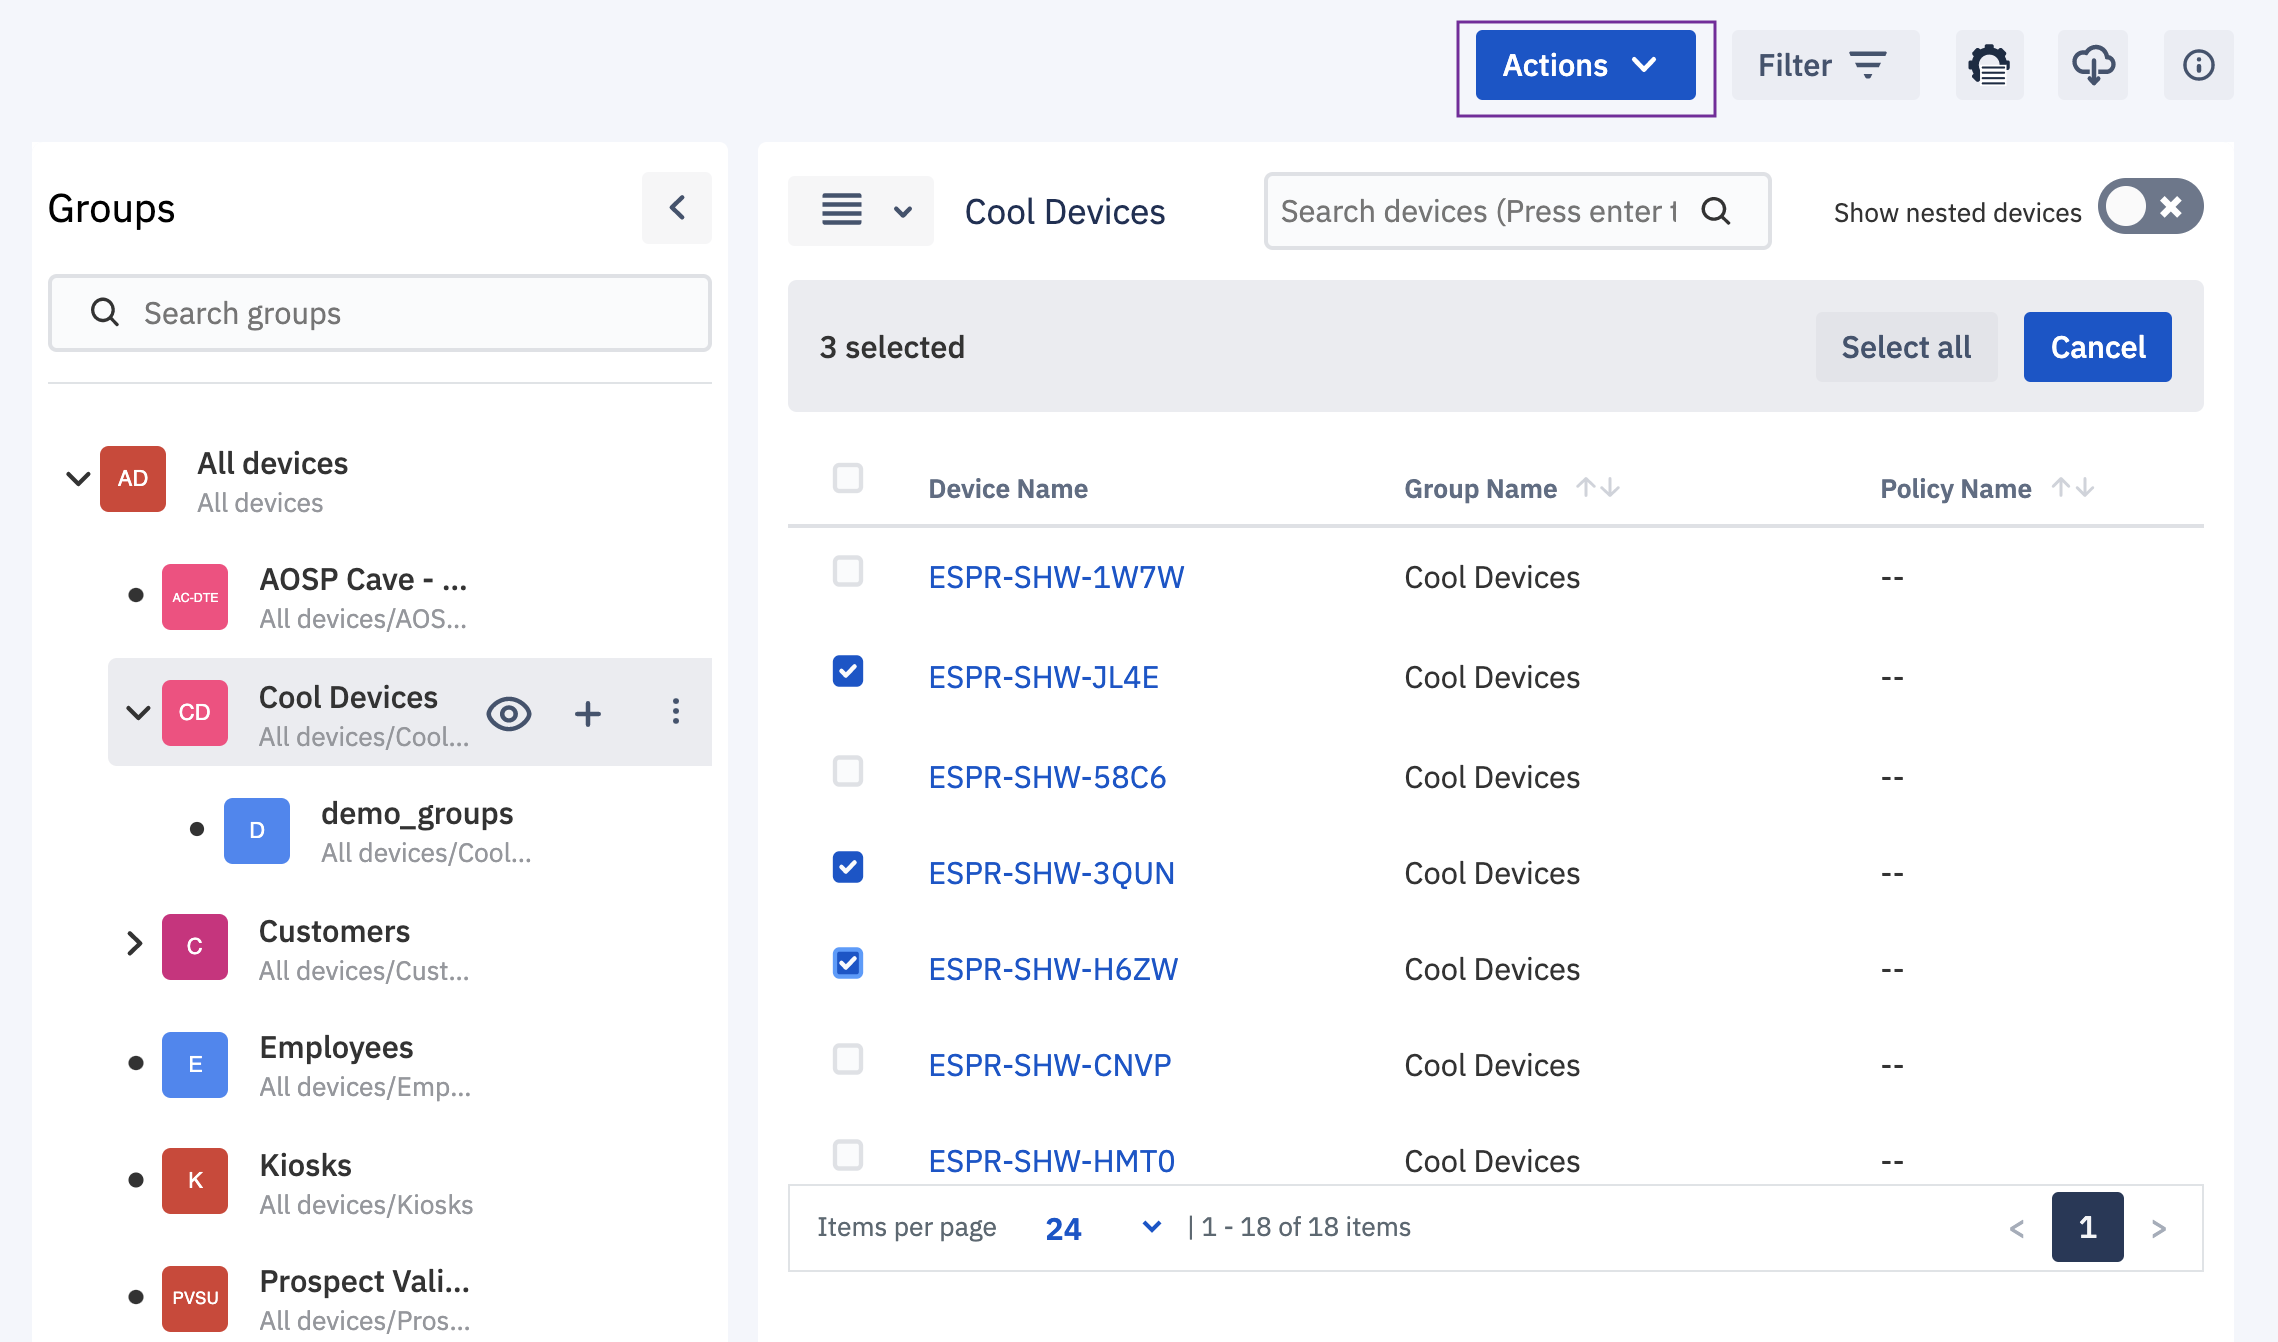 Actions
Filter
Groups
Search groups
AD
All devices
All devices
AC-DTE
AOSP Cave - ...
All devices/AOS...
CD
Cool Devices
All devices/Cool...
D
demo_groups
All devices/Cool...
C
Customers
All devices/Cust...
E
Employees
All devices/Emp...
K
Kiosks
All devices/Kiosks
PVSU
Prospect Vali...
All devices/Pros...
Cool Devices
Search devices (Press enter t
Show nested devices
3 selected
Select all
Cancel
Device Name Group Name Policy Name
ESPR-SHW-1W7W Cool Devices --
ESPR-SHW-JL4E Cool Devices --
ESPR-SHW-58C6 Cool Devices --
ESPR-SHW-3QUN Cool Devices --
ESPR-SHW-H6ZW Cool Devices --
ESPR-SHW-CNVP Cool Devices --
ESPR-SHW-HMT0 Cool Devices --
Items per page 24 | 1 - 18 of 18 items < 1 >